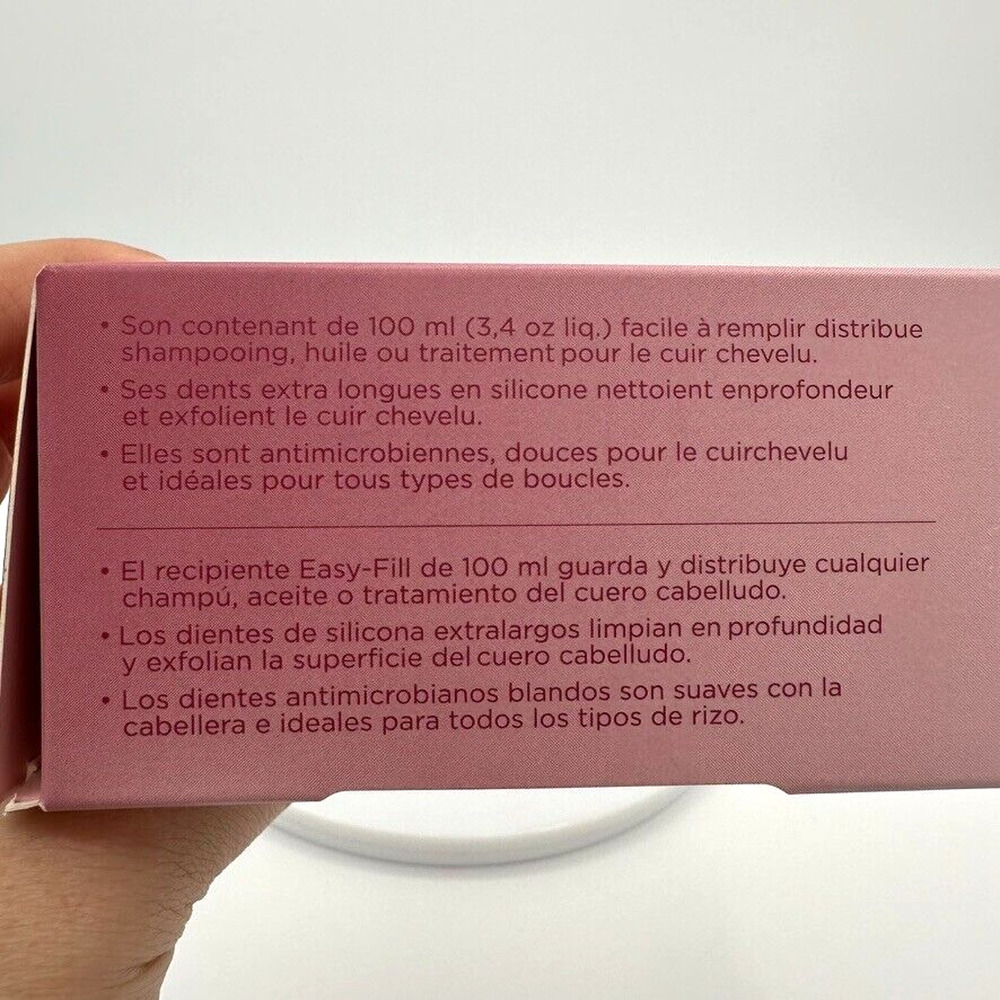 • Son contenant de 100 ml (3,4 oz liq.) facile à remplir distribue
shampooing, huile ou traitement pour le cuir chevelu.
• Ses dents extra longues en silicone nettoient enprofondeur
et exfolient le cuir chevelu.
• Elles sont antimicrobiennes, douces pour le cuirchevelu
et idéales pour tous types de boucles.
• El recipiente Easy-Fill de 100 ml guarda y distribuye cualquier
champú, aceite o tratamiento del cuero cabelludo.
• Los dientes de silicona extralargos limpian en profundidad
y exfolian la superficie del cuero cabelludo.
• Los dientes antimicrobianos blandos son suaves con la
cabellera e ideales para todos los tipos de rizo.